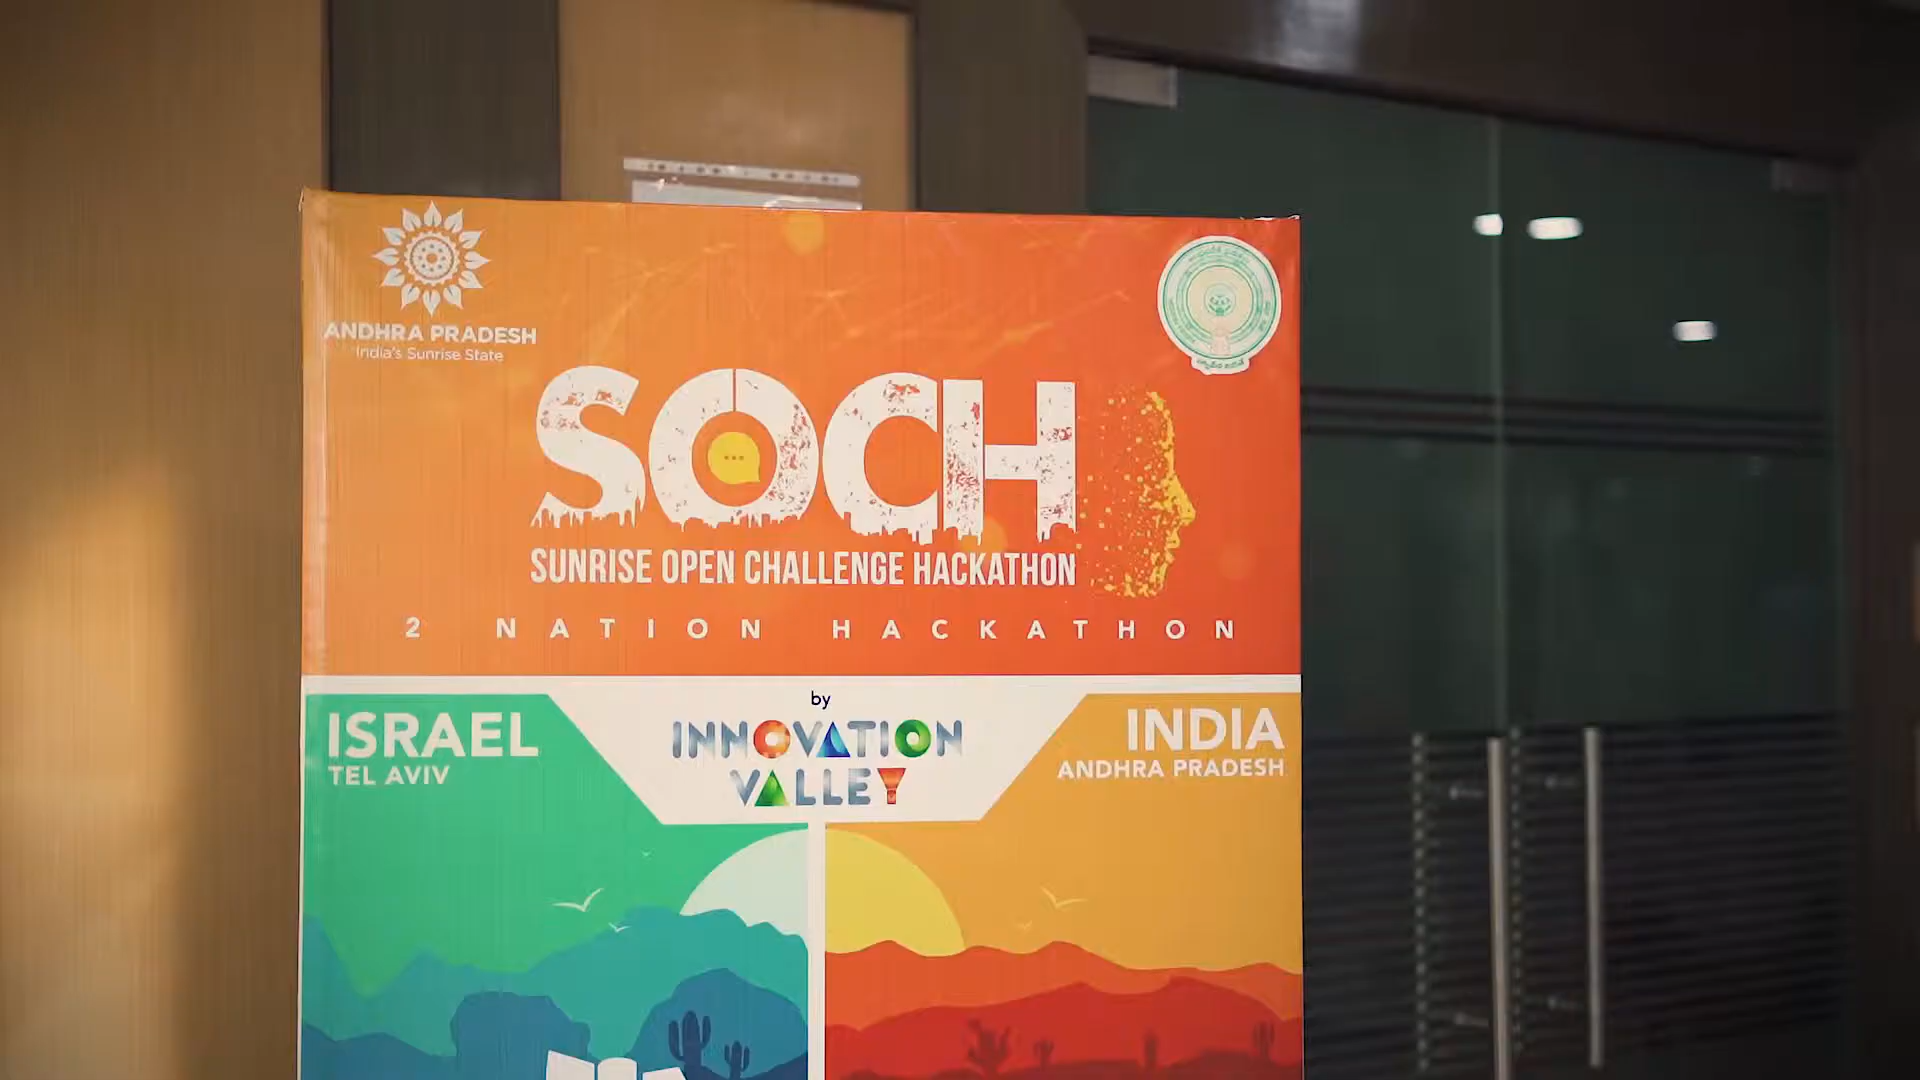 ANDHRA PRADESH
India's Sunrise State
SOCH
SUNRISE OPEN CHALLENGE HACKATHON
2 NATION HACKATHON
by
INNOVATION
VALLEY
ISRAEL
TEL AVIV
INDIA
ANDHRA PRADESH